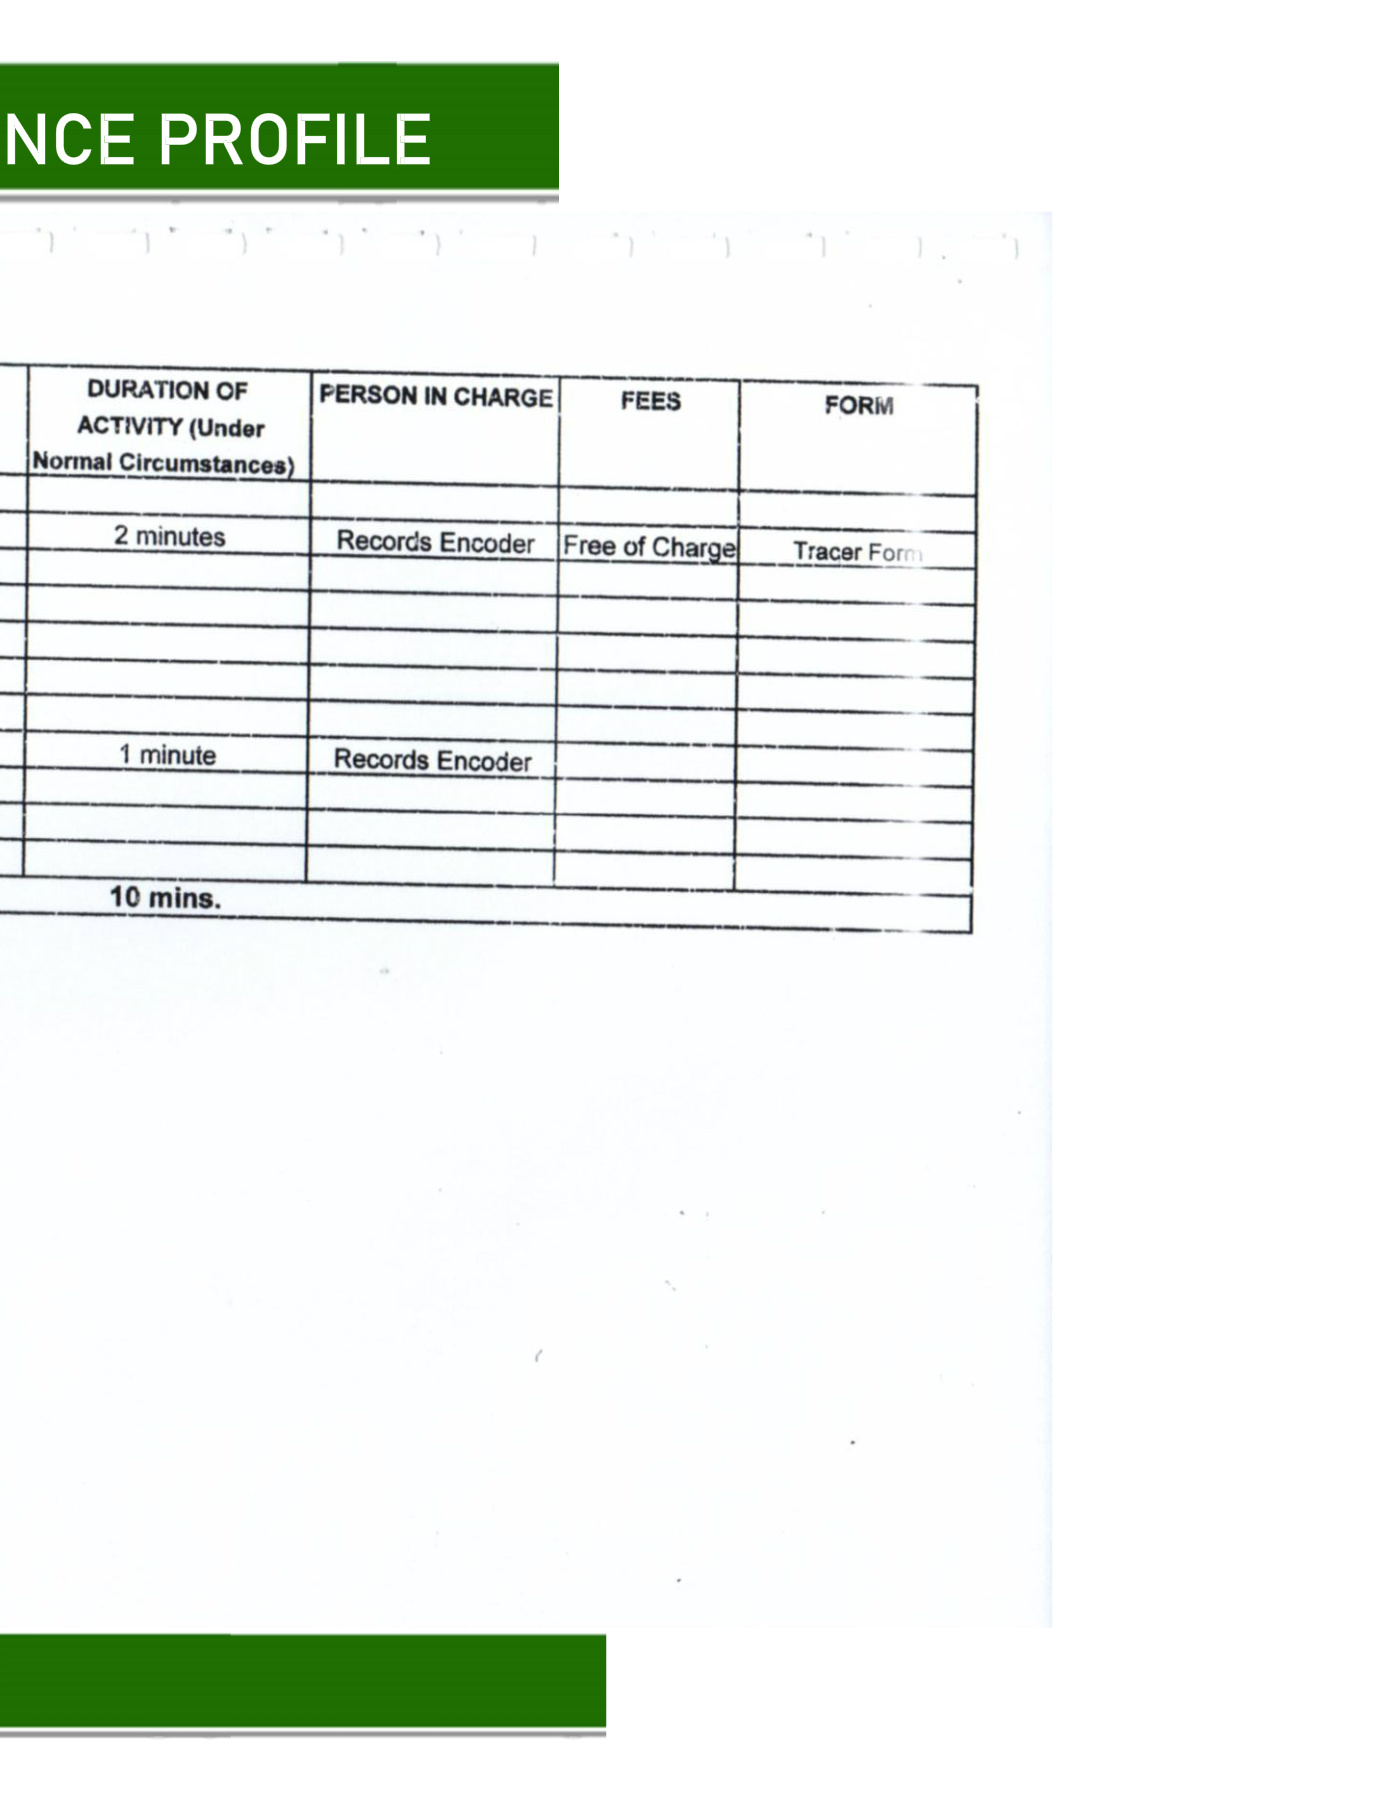 NCE PROFILE
DURATION OF
ACTIVITY (Under
Normal Circumstances)
PERSON IN CHARGE
FEES
FORM
2 minutes
Records Encoder
Free of Charge
Tracer Form
1 minute
Records Encoder
10 mins.